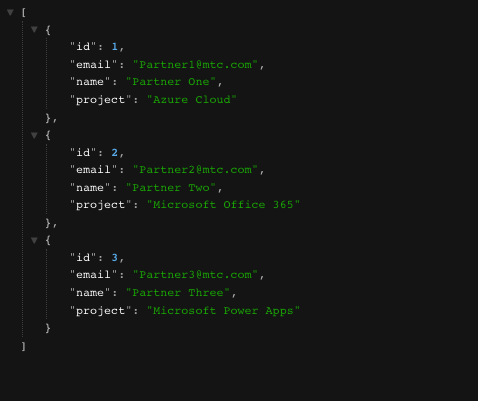 [
{
"id": 1,
"email": "Partner1@mtc.com",
"name": "Partner One",
"project": "Azure Cloud"
},
{
"id": 2,
"email": "Partner2@mtc.com",
"name": "Partner Two",
"project": "Microsoft Office 365"
},
{
"id": 3,
"email": "Partner3@mtc.com",
"name": "Partner Three",
"project": "Microsoft Power Apps"
}
]